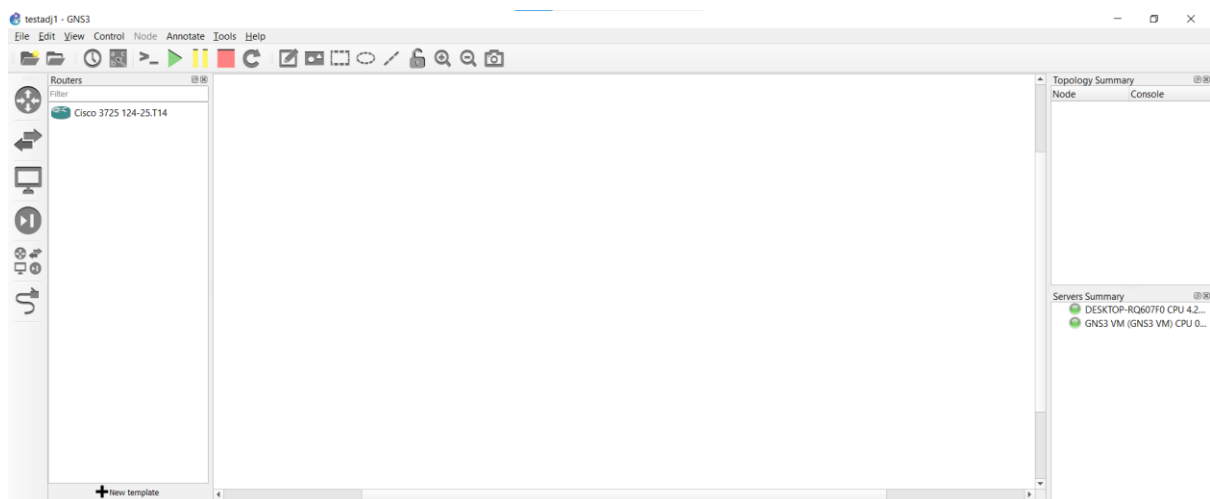 testadj1 - GNS3
File Edit View Control Node Annotate Tools Help
Routers
Filter
Cisco 3725 124-25.T14
New template
Topology Summary
Node Console
Servers Summary
DESKTOP-RQ607F0 CPU 4.2...
GNS3 VM (GNS3 VM) CPU 0...